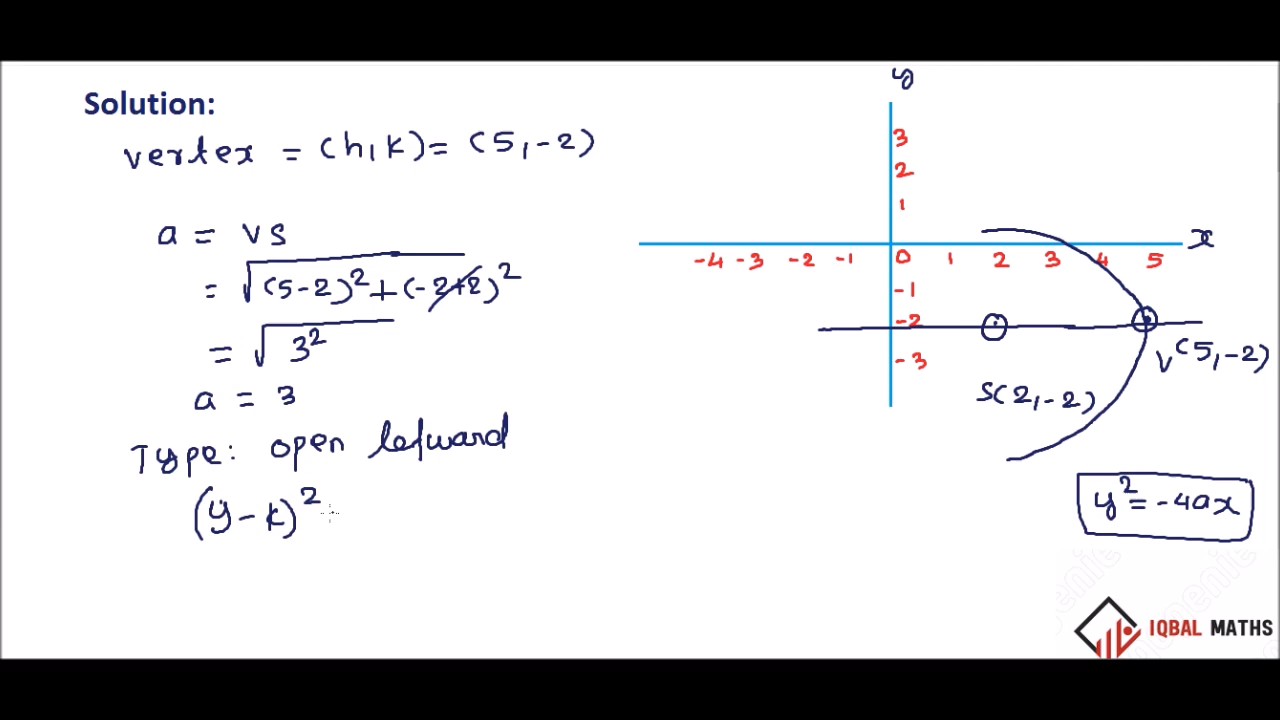 Solution:
vertex = (h,k) = (5,-2)
a = VS
= √(5-2)²+(-2+2)²
= √3²
a = 3
Type: open lefward
(y-k)²
y
3
2
1
x
-4 -3 -2 -1 0 1 2 3 4 5
-1
-2
-3
V(5,-2)
S(2,-2)
y²=-4ax
IQBAL MATHS